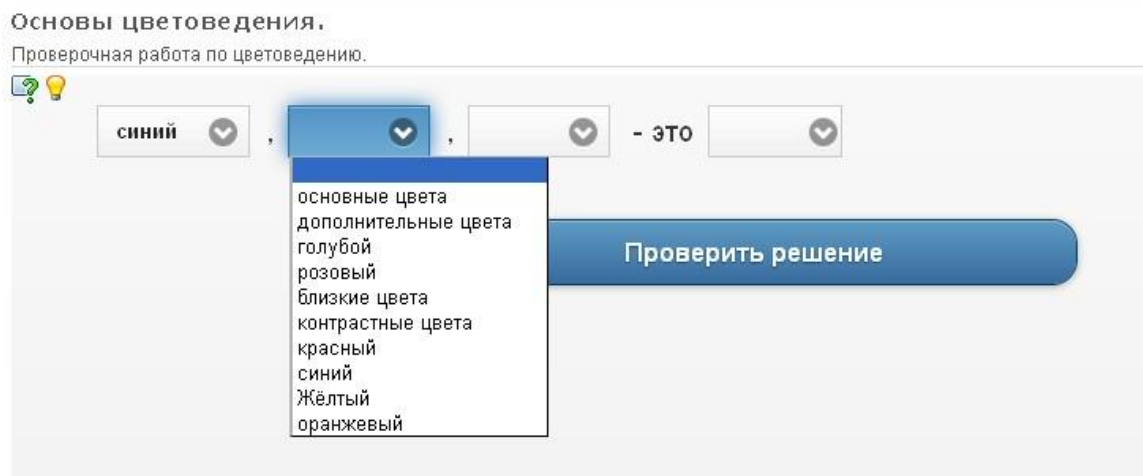 Основы цветоведения.
Проверочная работа по цветоведению.
синий , , - это
основные цвета
дополнительные цвета
голубой
розовый
близкие цвета
контрастные цвета
красный
синий
Жёлтый
оранжевый
Проверить решение